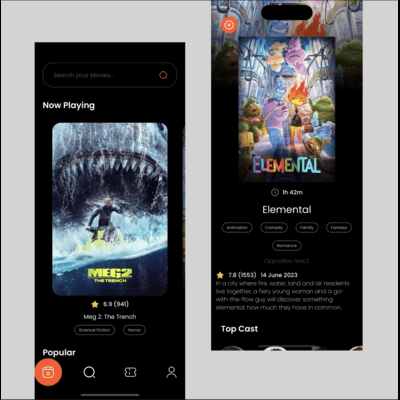 Search your Movies...
Now Playing
MEG2
THE TRENCH
6.9 (941)
Meg 2: The Trench
Science Fiction
Horror
Popular
ELEMENTAL
1h 42m
Elemental
Animation
Comedy
Family
Fantasy
Romance
Opposites react.
7.8 (1553) 14 June 2023
In a city where fire, water, land and air residents
live together, a fiery young woman and a go-
with-the-flow guy will discover something
elemental: how much they have in common.
Top Cast